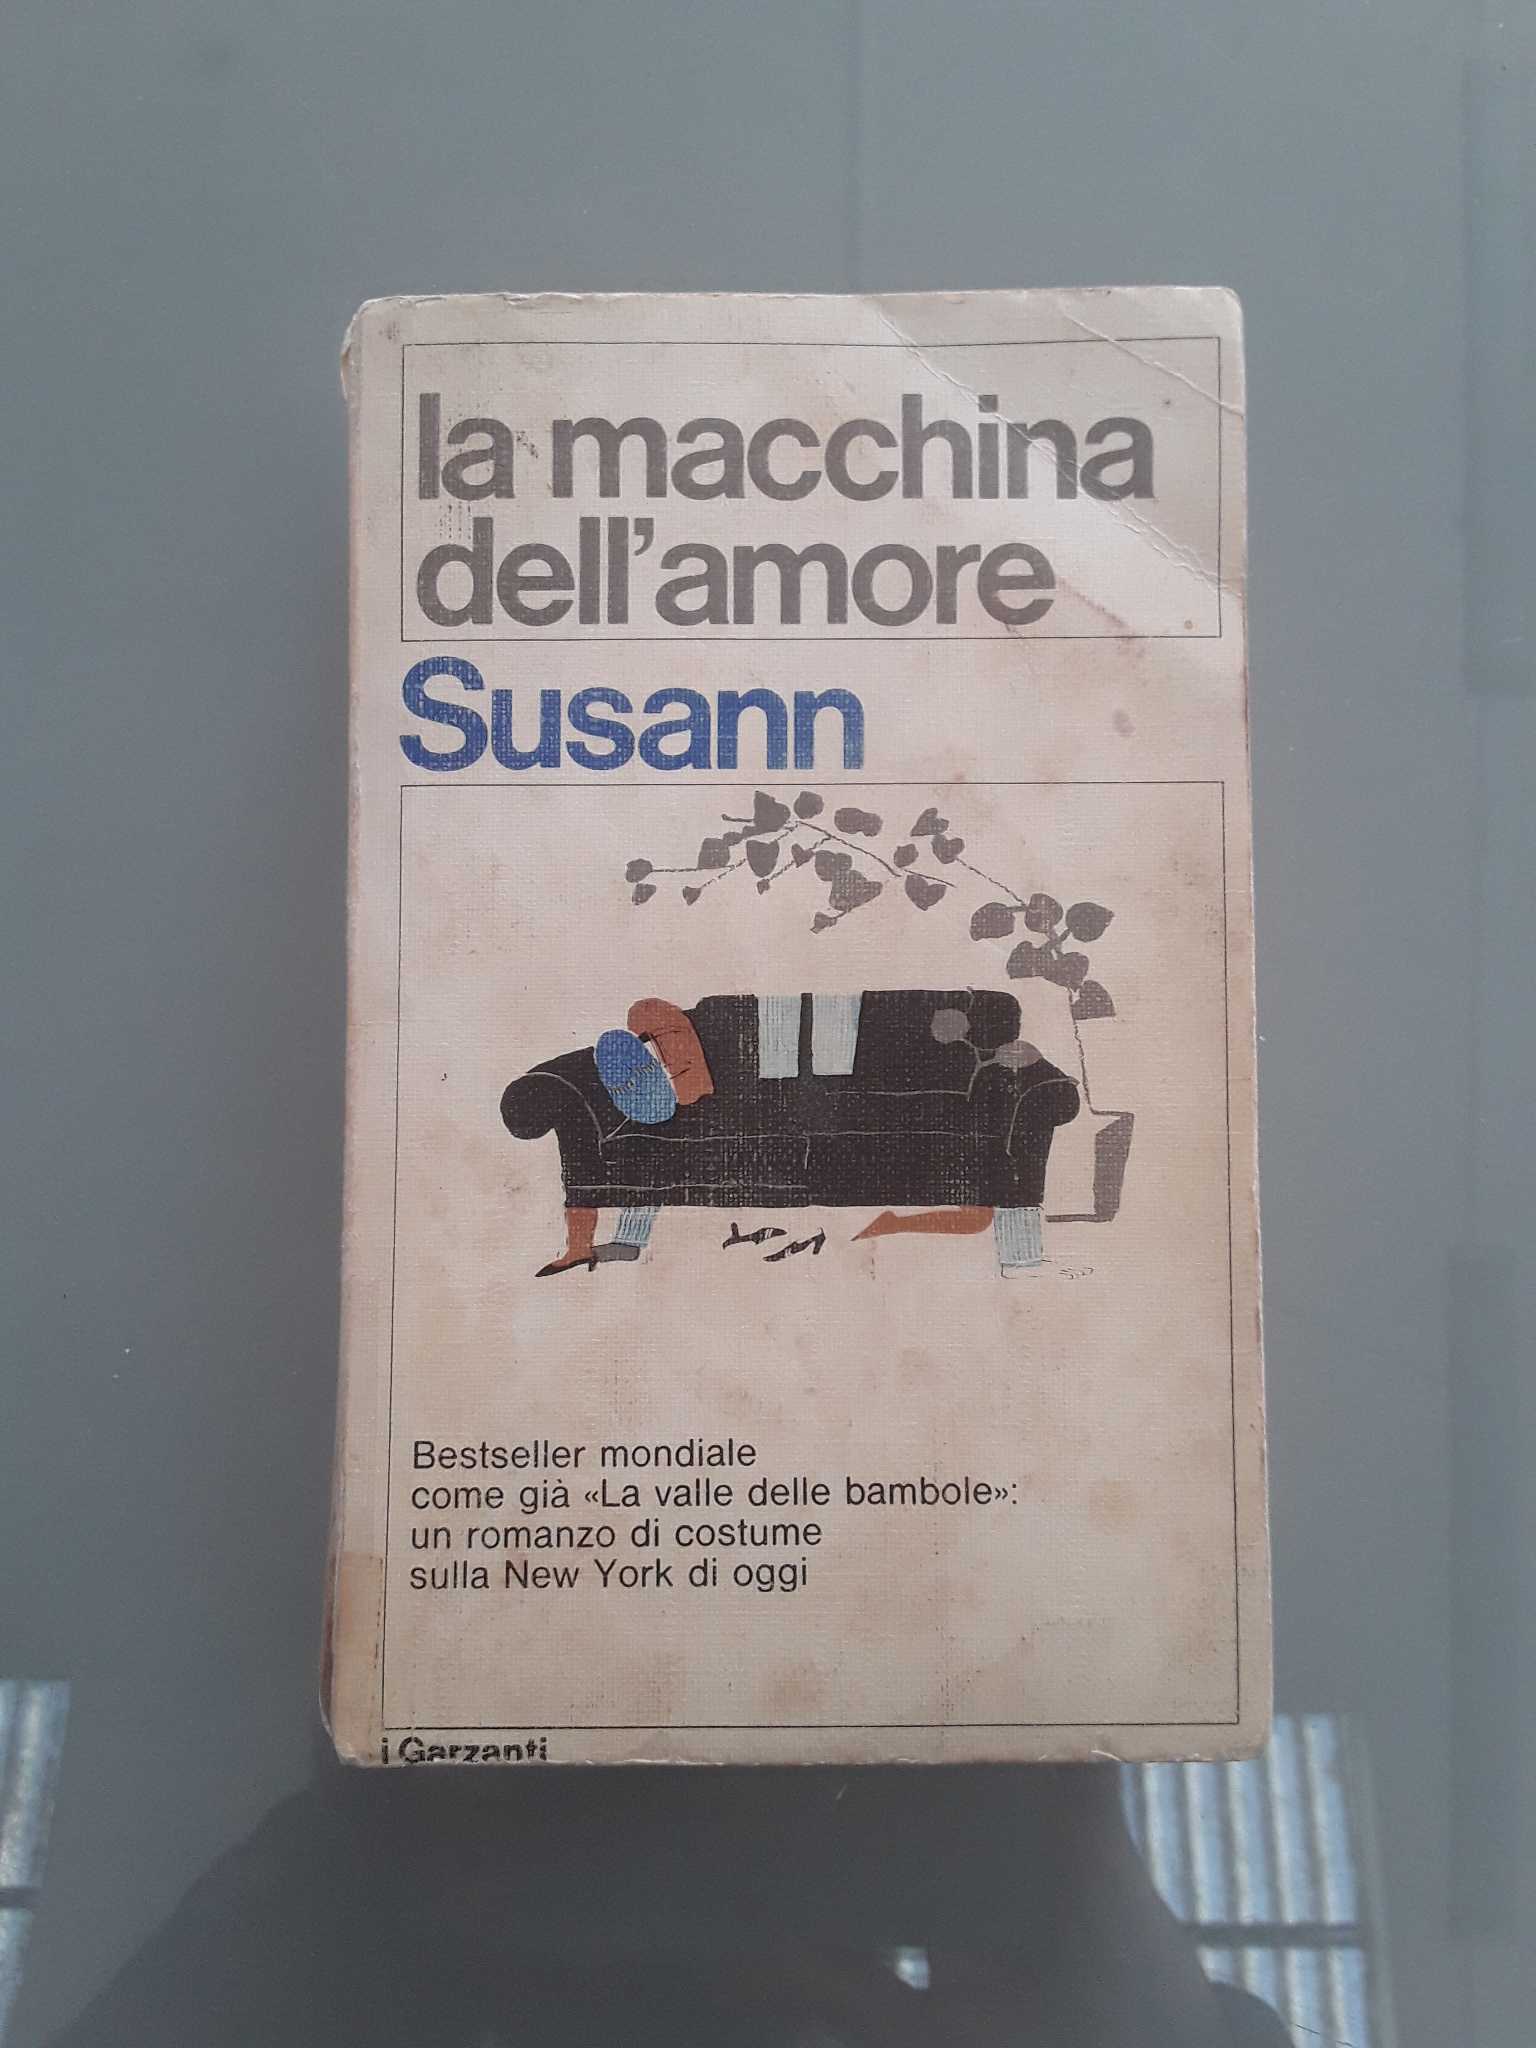 la macchina
dell'amore
Susann
Bestseller mondiale
come già «La valle delle bambole»:
un romanzo di costume
sulla New York di oggi
i Garzanti